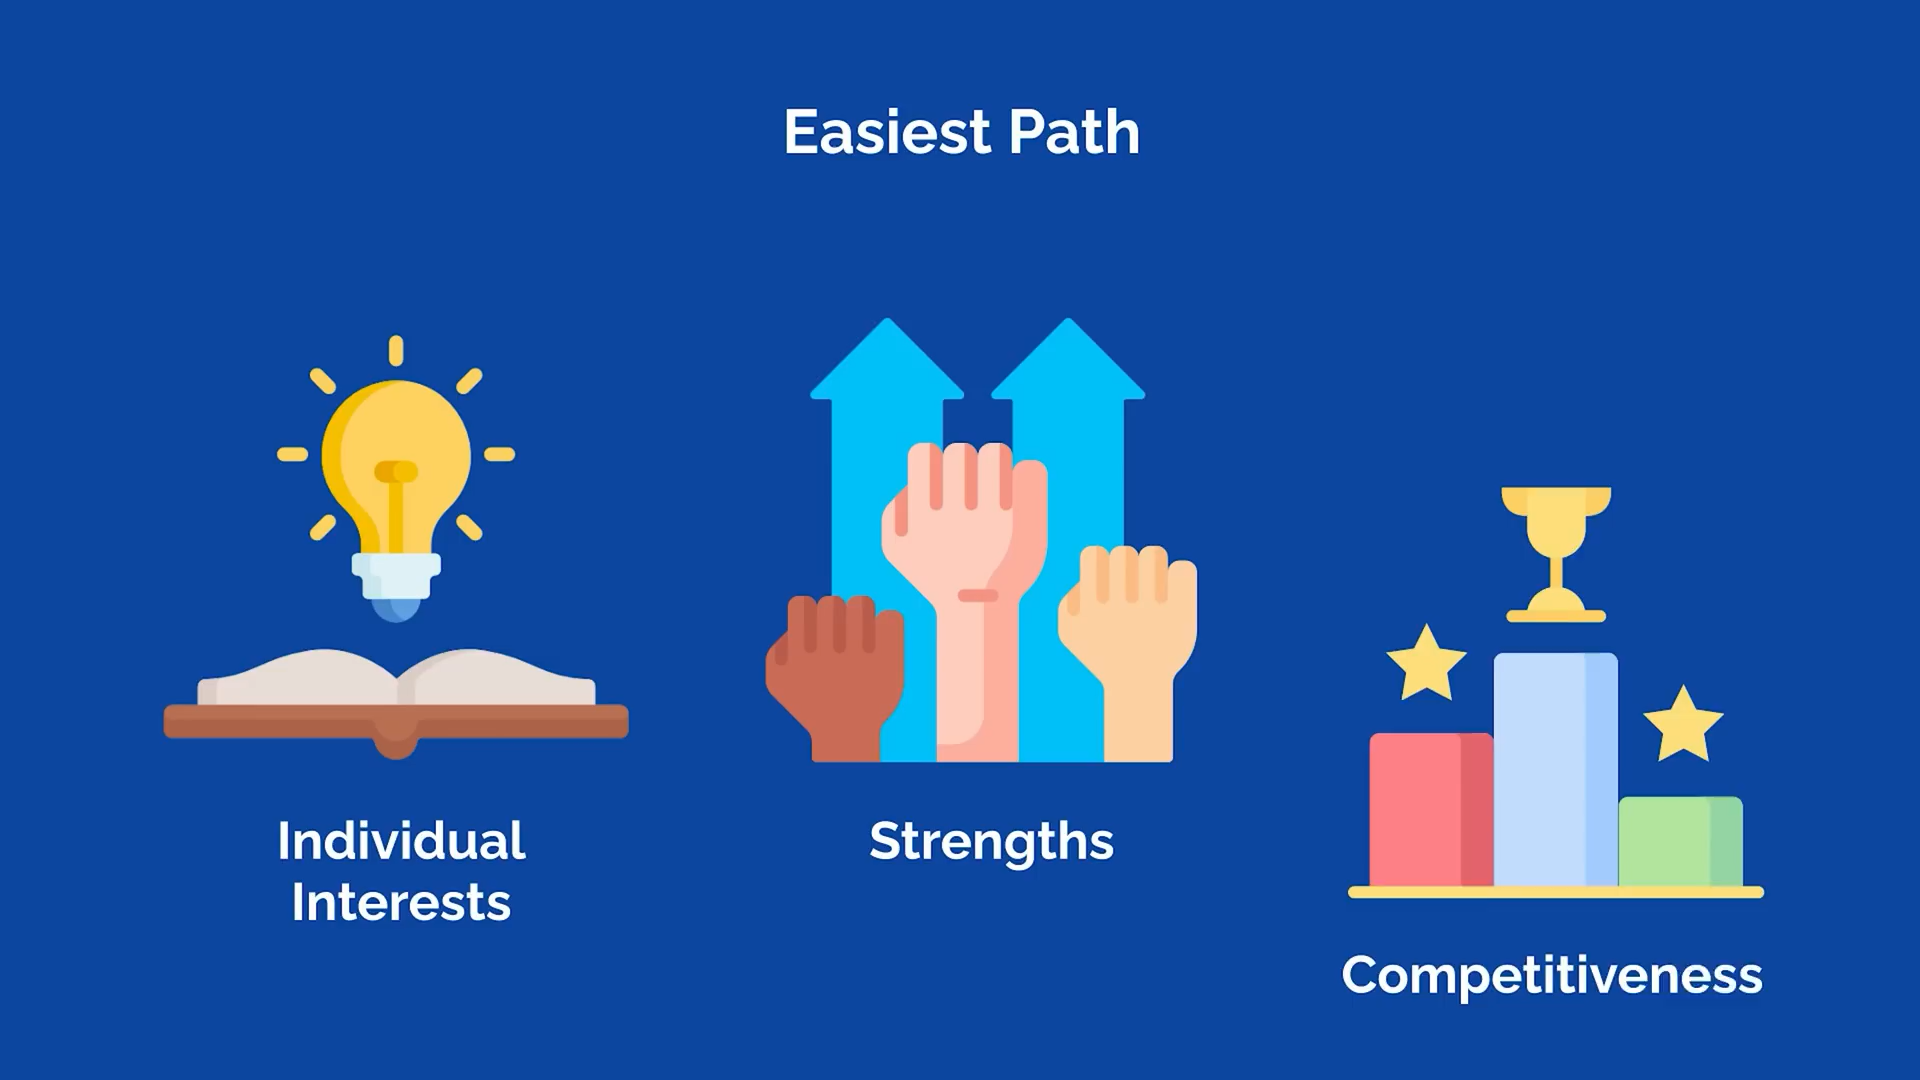 Easiest Path
Individual
Interests
Strengths
Competitiveness